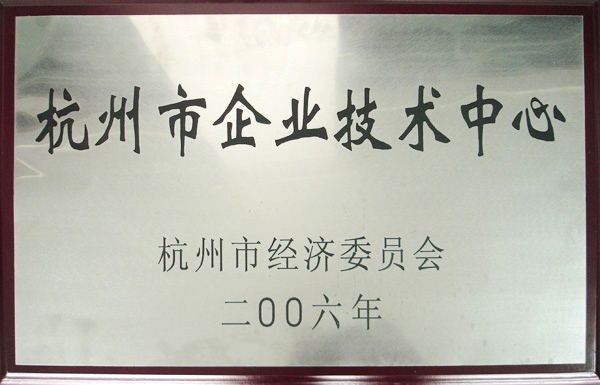 杭州市企业技术中心
杭州市经济委员会
二00六年